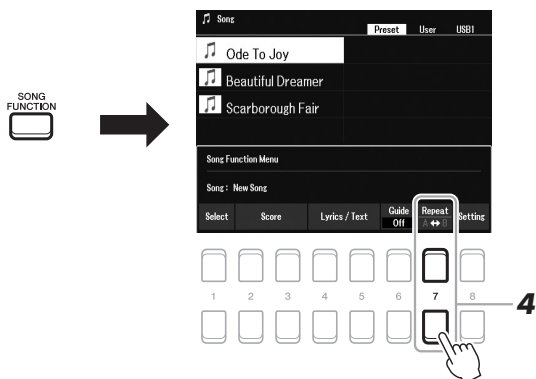 Song
Preset User USB1
Ode To Joy
Beautiful Dreamer
Scarborough Fair
SONG
FUNCTION
Song Function Menu
Song : New Song
Select Score Lyrics / Text Guide Off Repeat A ↔ B Setting
1 2 3 4 5 6 7 8
4